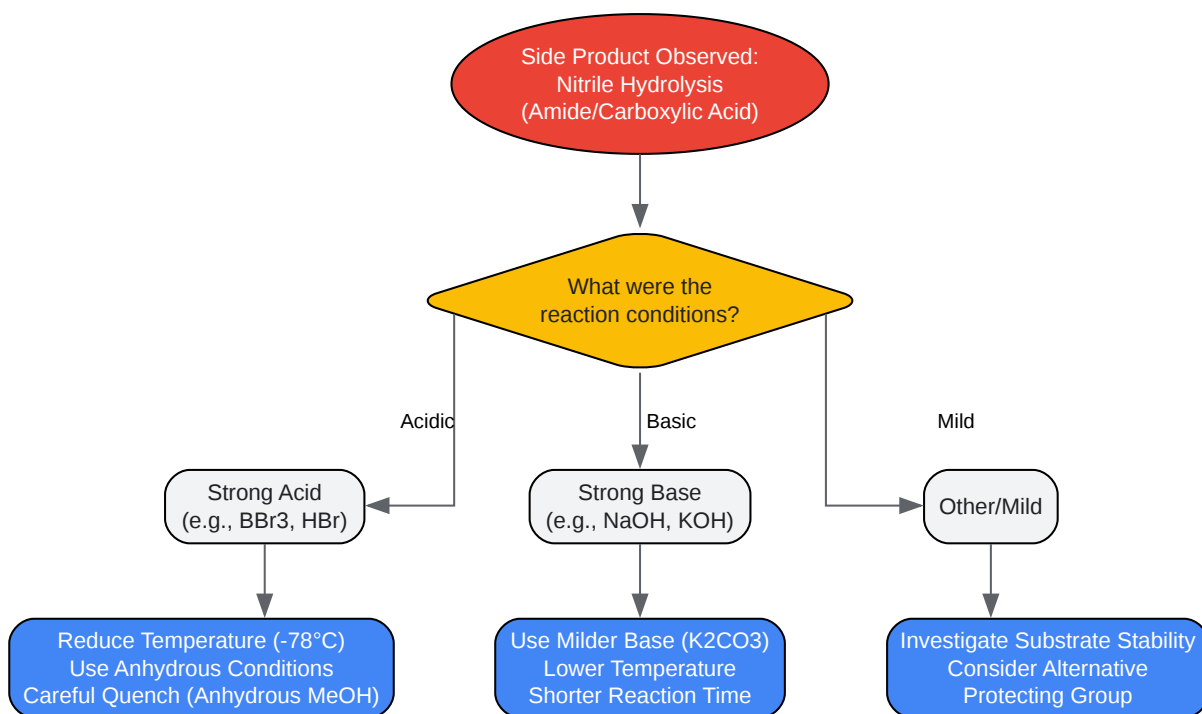 Side Product Observed:
Nitrile Hydrolysis
(Amide/Carboxylic Acid)
What were the
reaction conditions?
Acidic
Basic
Mild
Strong Acid
(e.g., BBr3, HBr)
Strong Base
(e.g., NaOH, KOH)
Other/Mild
Reduce Temperature (-78°C)
Use Anhydrous Conditions
Careful Quench (Anhydrous MeOH)
Use Milder Base (K2CO3)
Lower Temperature
Shorter Reaction Time
Investigate Substrate Stability
Consider Alternative
Protecting Group